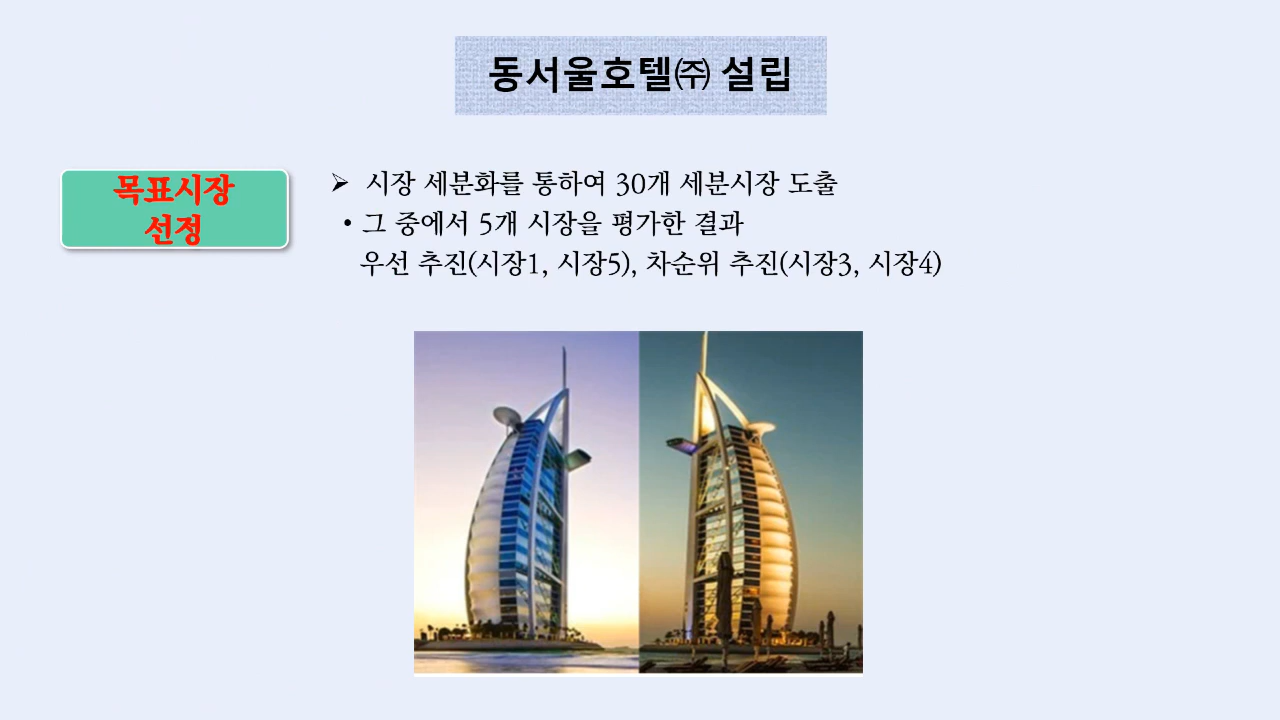 동서울호텔㈜ 설립
목표시장
선정
➢ 시장 세분화를 통하여 30개 세분시장 도출
• 그 중에서 5개 시장을 평가한 결과
우선 추진(시장1, 시장5), 차순위 추진(시장3, 시장4)